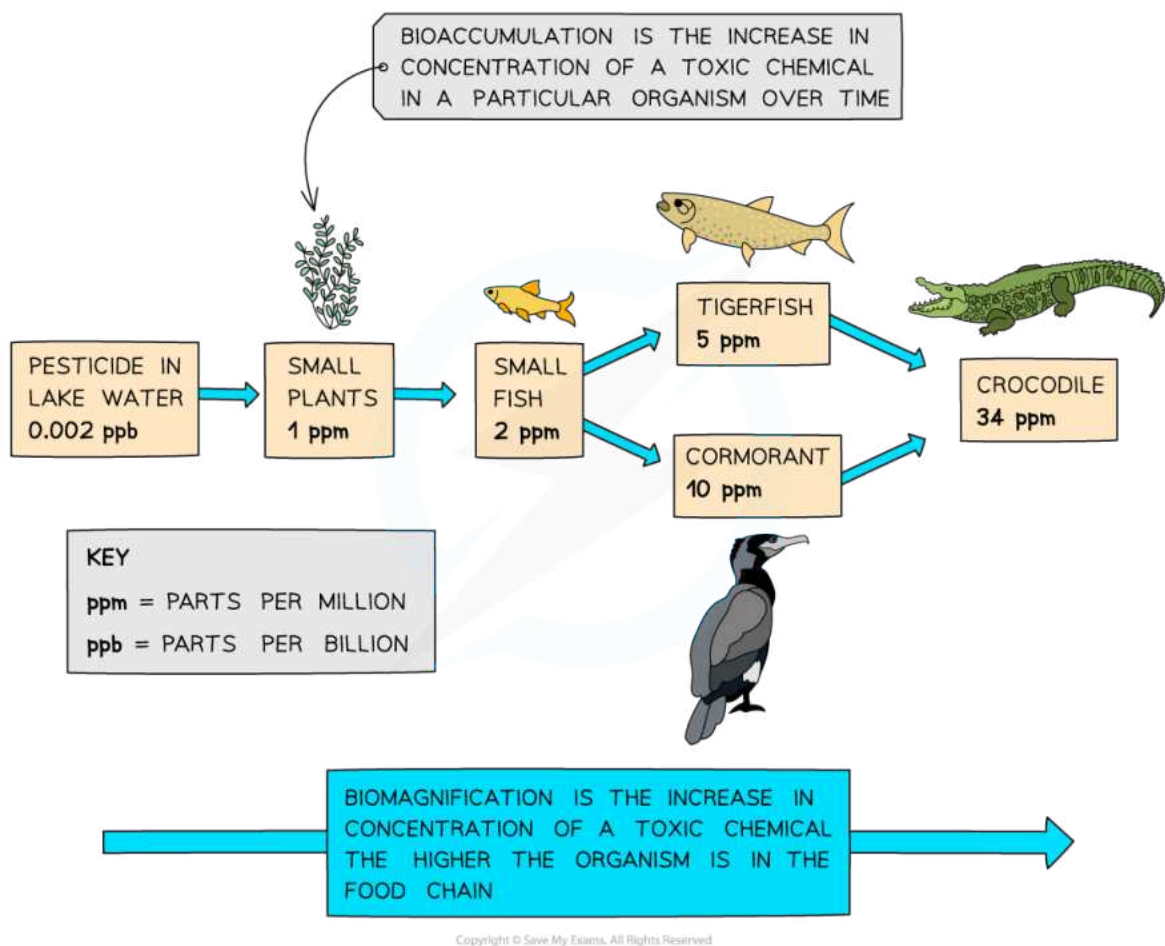 BIOACCUMULATION IS THE INCREASE IN
CONCENTRATION OF A TOXIC CHEMICAL
IN A PARTICULAR ORGANISM OVER TIME
PESTICIDE IN
LAKE WATER
0.002 ppb
SMALL
PLANTS
1 ppm
SMALL
FISH
2 ppm
TIGERFISH
5 ppm
CORMORANT
10 ppm
CROCODILE
34 ppm
KEY
ppm = PARTS PER MILLION
ppb = PARTS PER BILLION
BIOMAGNIFICATION IS THE INCREASE IN
CONCENTRATION OF A TOXIC CHEMICAL
THE HIGHER THE ORGANISM IS IN THE
FOOD CHAIN
Copyright © Save My Exams. All Rights Reserved